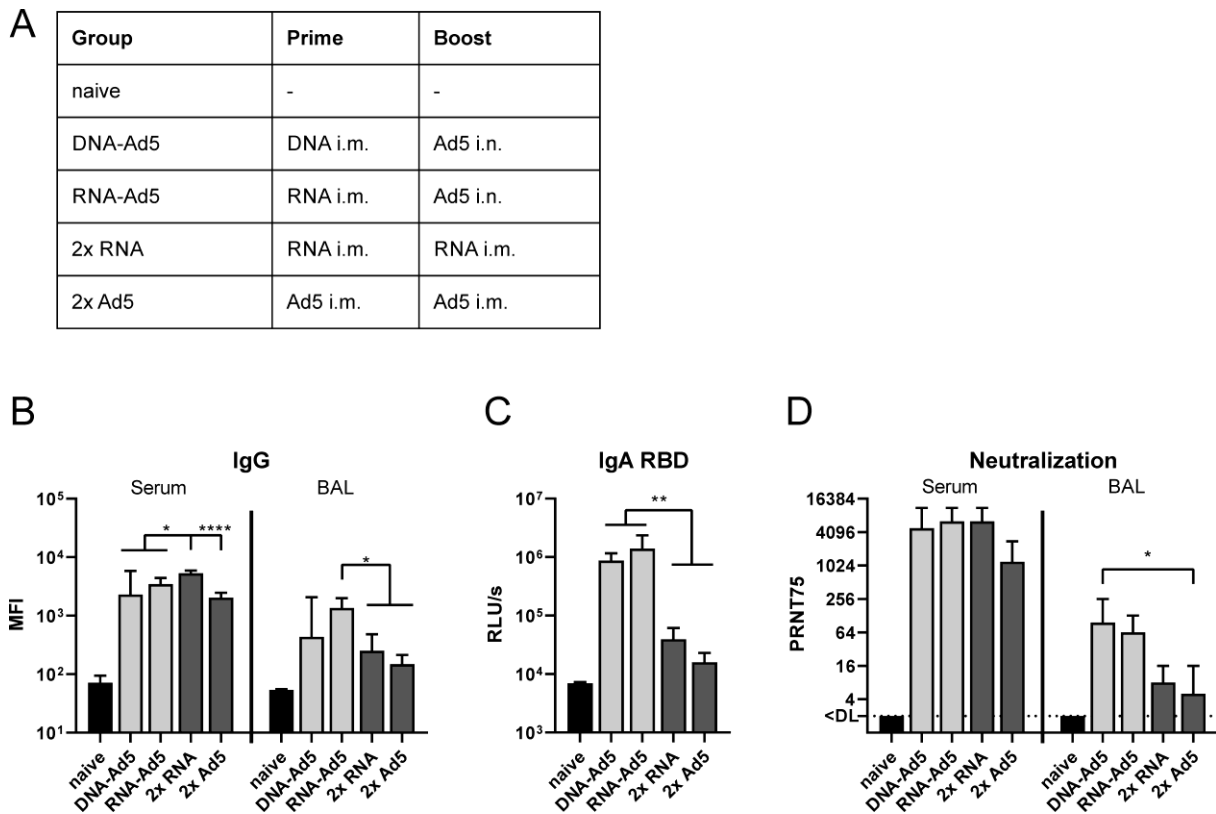 A
Group Prime Boost
naive - -
DNA-Ad5 DNA i.m. Ad5 i.n.
RNA-Ad5 RNA i.m. Ad5 i.n.
2x RNA RNA i.m. RNA i.m.
2x Ad5 Ad5 i.m. Ad5 i.m.
B
IgG
Serum BAL
MFI
10^5
10^4
10^3
10^2
10^1
* ****
*
naive DNA-Ad5 RNA-Ad5 2x RNA 2x Ad5
naive DNA-Ad5 RNA-Ad5 2x RNA 2x Ad5
C
IgA RBD
RLU/s
10^7
10^6
10^5
10^4
10^3
**
naive DNA-Ad5 RNA-Ad5 2x RNA 2x Ad5
D
Neutralization
Serum BAL
PRNT75
16384
4096
1024
256
64
16
4
<DL
*
naive DNA-Ad5 RNA-Ad5 2x RNA 2x Ad5
naive DNA-Ad5 RNA-Ad5 2x RNA 2x Ad5